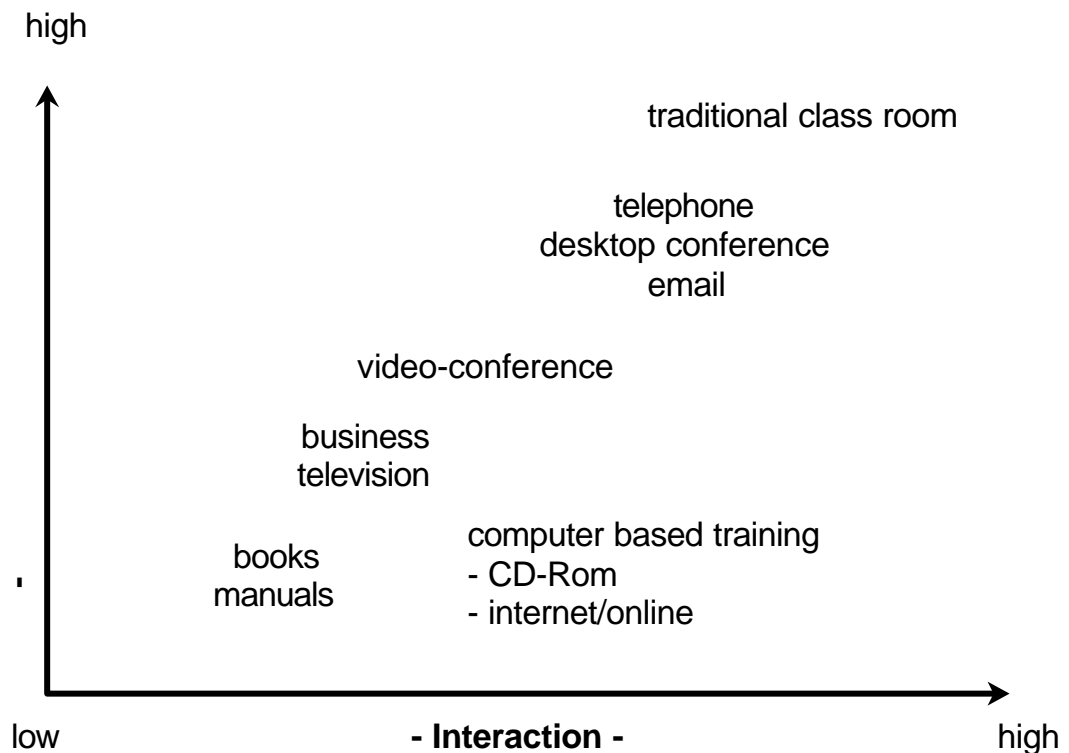 high
traditional class room
telephone
desktop conference
email
video-conference
business
television
books
manuals
computer based training
- CD-Rom
- internet/online
low
- Interaction -
high